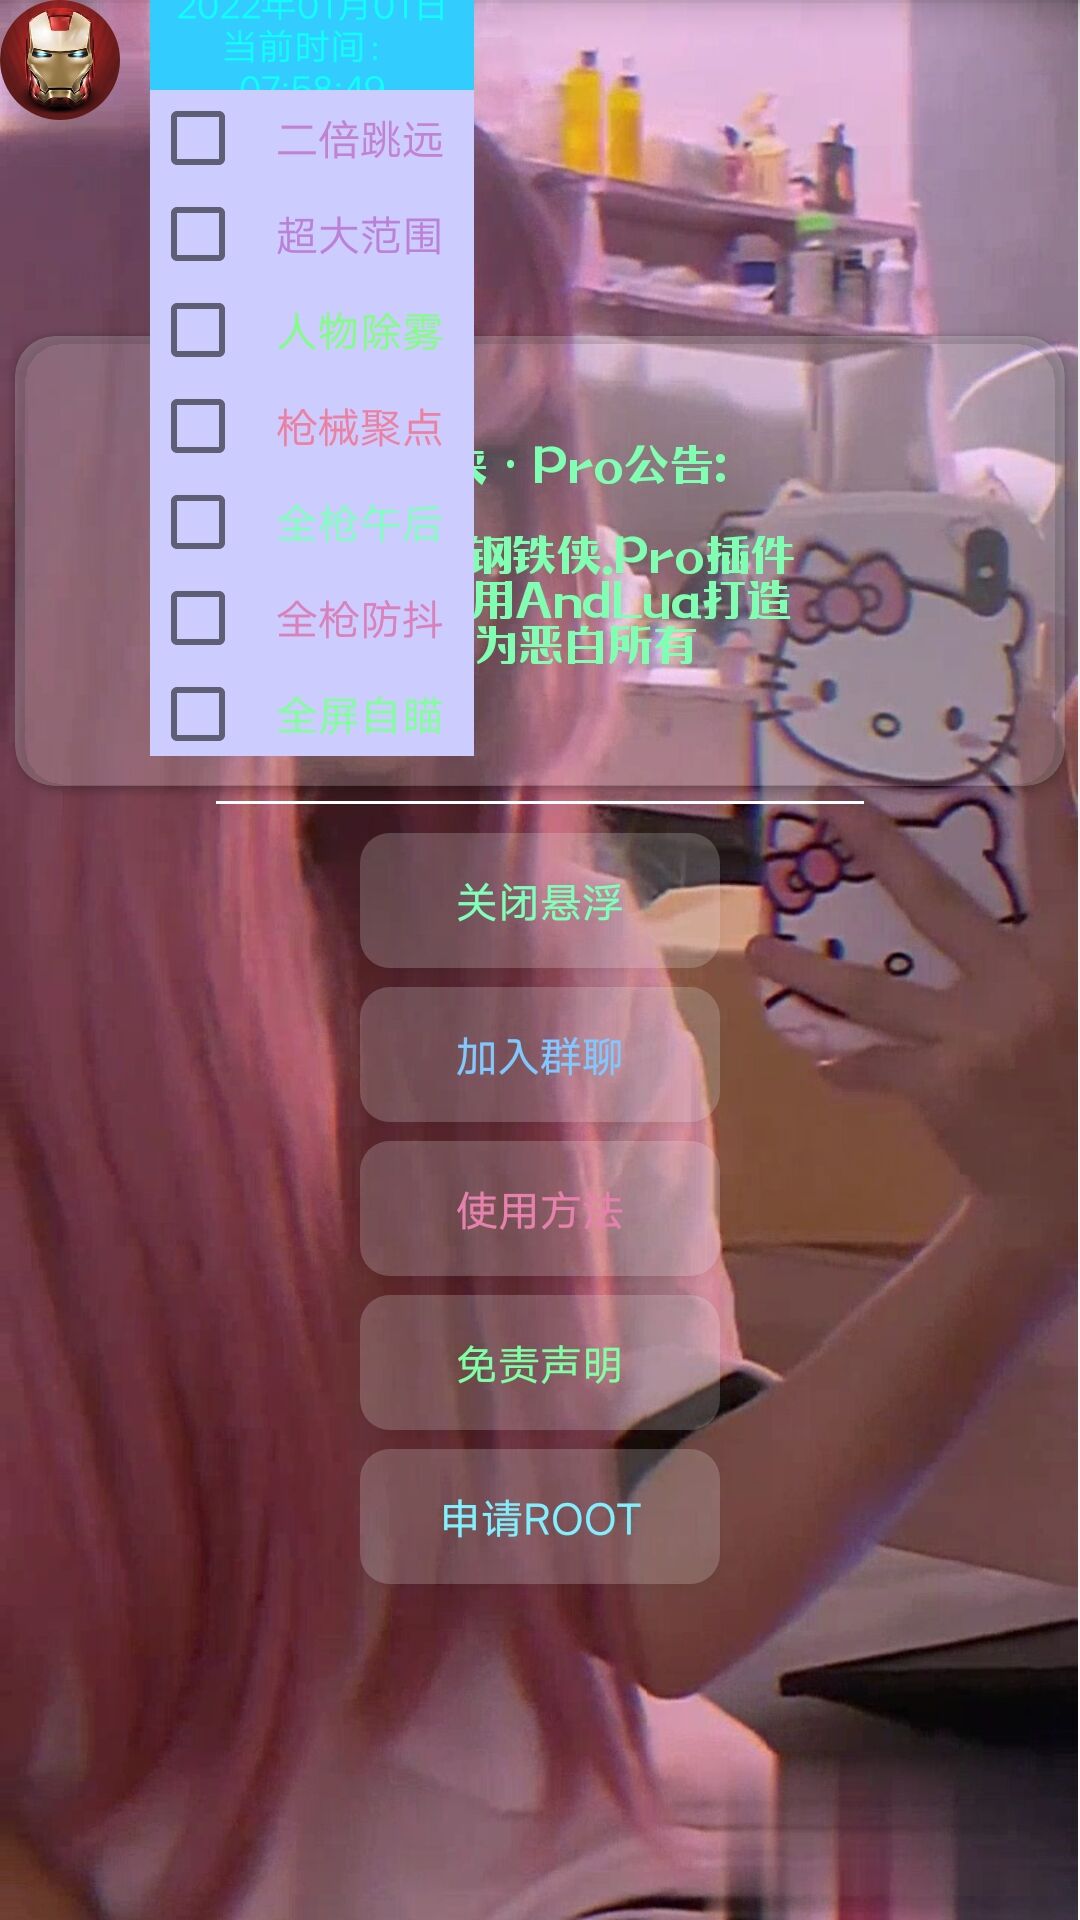 2022年01月01日
当前时间：
07:58:49
二倍跳远
超大范围
人物除雾
枪械聚点
全枪午后
全枪防抖
全屏自瞄
侠·Pro公告:
钢铁侠.Pro插件
用AndLua打造
为恶白所有
关闭悬浮
加入群聊
使用方法
免责声明
申请ROOT